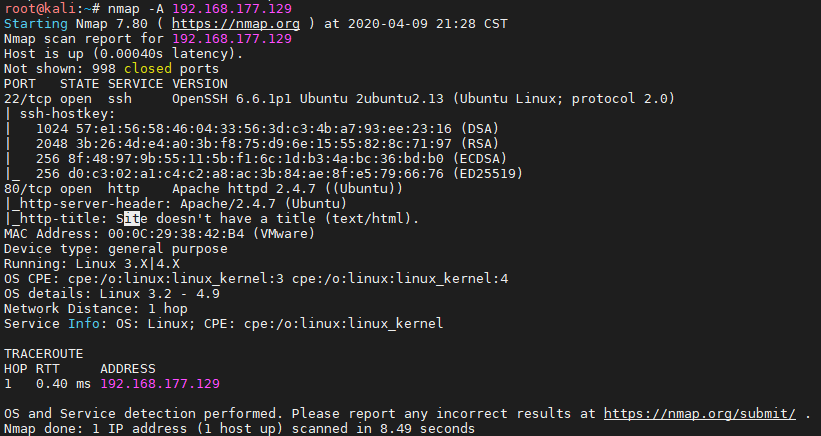 root@kali:~# nmap -A 192.168.177.129
Starting Nmap 7.80 ( https://nmap.org ) at 2020-04-09 21:28 CST
Nmap scan report for 192.168.177.129
Host is up (0.00040s latency).
Not shown: 998 closed ports
PORT   STATE SERVICE VERSION
22/tcp open  ssh     OpenSSH 6.6.1p1 Ubuntu 2ubuntu2.13 (Ubuntu Linux; protocol 2.0)
| ssh-hostkey:
|   1024 57:e1:56:58:46:04:33:56:3d:c3:4b:a7:93:ee:23:16 (DSA)
|   2048 3b:26:4d:e4:a0:3b:f8:75:d9:6e:15:55:82:8c:71:97 (RSA)
|   256 8f:48:97:9b:55:11:5b:f1:6c:1d:b3:4a:bc:36:bd:b0 (ECDSA)
|_  256 d0:c3:02:a1:c4:c2:a8:ac:3b:84:ae:8f:e5:79:66:76 (ED25519)
80/tcp open  http    Apache httpd 2.4.7 ((Ubuntu))
|_http-server-header: Apache/2.4.7 (Ubuntu)
|_http-title: Site doesn't have a title (text/html).
MAC Address: 00:0C:29:38:42:B4 (VMware)
Device type: general purpose
Running: Linux 3.X|4.X
OS CPE: cpe:/o:linux:linux_kernel:3 cpe:/o:linux:linux_kernel:4
OS details: Linux 3.2 - 4.9
Network Distance: 1 hop
Service Info: OS: Linux; CPE: cpe:/o:linux:linux_kernel
TRACEROUTE
HOP RTT     ADDRESS
1   0.40 ms 192.168.177.129
OS and Service detection performed. Please report any incorrect results at https://nmap.org/submit/ .
Nmap done: 1 IP address (1 host up) scanned in 8.49 seconds